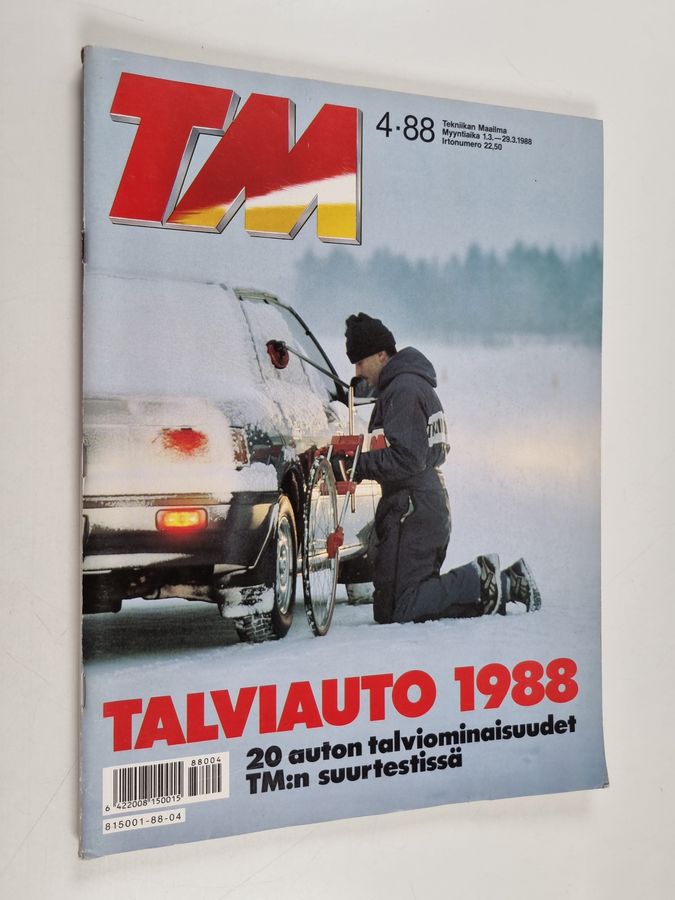 TM
4·88
Tekniikan Maailma
Myyntiaika 1.3.—29.3.1988
Irtonumero 22,50
TALVIAUTO 1988
20 auton talviominaisuudet
TM:n suurtestissä
88004
6 422008 150015
815001-88-04